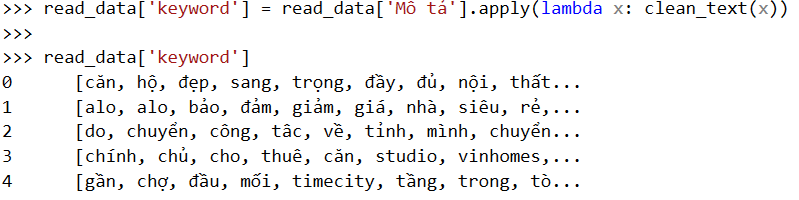 >>> read_data['keyword'] = read_data['Mô tả'].apply(lambda x: clean_text(x))
>>>
>>> read_data['keyword']
0 [căn, hộ, đẹp, sang, trọng, đầy, đủ, nội, thất...
1 [alo, alo, bảo, đảm, giảm, giá, nhà, siêu, rẻ,...
2 [do, chuyển, công, tâc, về, tỉnh, mình, chuyển...
3 [chính, chủ, cho, thuê, căn, studio, vinhomes,...
4 [gần, chợ, đầu, mối, timecity, tầng, trong, tò...